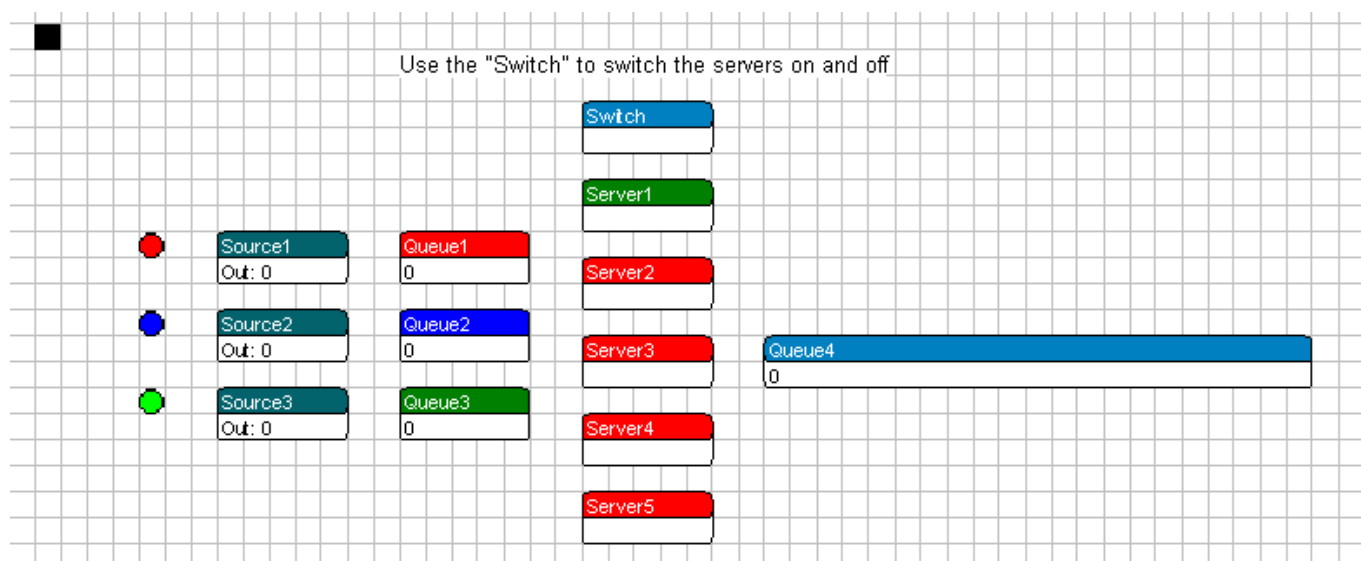 Use the "Switch" to switch the servers on and off
Switch
Server1
Source1
Out: 0
Queue1
0
Server2
Source2
Out: 0
Queue2
0
Server3
Queue4
0
Source3
Out: 0
Queue3
0
Server4
Server5